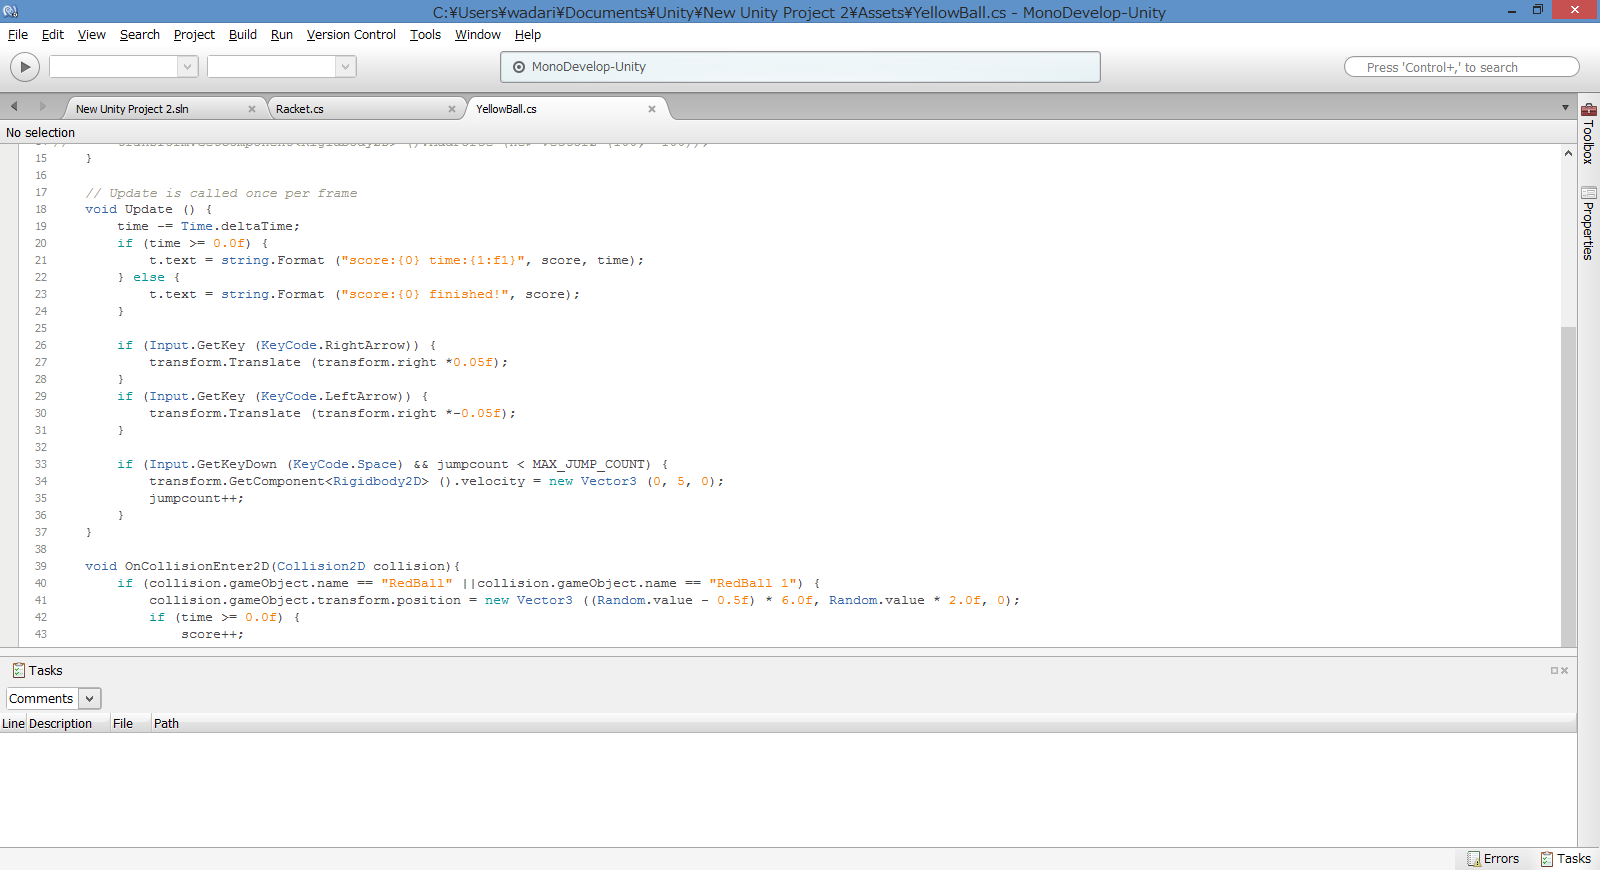 C:¥Users¥wadari¥Documents¥Unity¥New Unity Project 2¥Assets¥YellowBall.cs - MonoDevelop-Unity
File Edit View Search Project Build Run Version Control Tools Window Help
MonoDevelop-Unity
Press 'Control+,' to search
New Unity Project 2.sln Racket.cs YellowBall.cs
No selection
15 }
16
17 // Update is called once per frame
18 void Update () {
19 time -= Time.deltaTime;
20 if (time >= 0.0f) {
21 t.text = string.Format ("score:{0} time:{1:f1}", score, time);
22 } else {
23 t.text = string.Format ("score:{0} finished!", score);
24 }
25
26 if (Input.GetKey (KeyCode.RightArrow)) {
27 transform.Translate (transform.right *0.05f);
28 }
29 if (Input.GetKey (KeyCode.LeftArrow)) {
30 transform.Translate (transform.right *-0.05f);
31 }
32
33 if (Input.GetKeyDown (KeyCode.Space) && jumpcount < MAX_JUMP_COUNT) {
34 transform.GetComponent<Rigidbody2D> ().velocity = new Vector3 (0, 5, 0);
35 jumpcount++;
36 }
37 }
38
39 void OnCollisionEnter2D(Collision2D collision){
40 if (collision.gameObject.name == "RedBall" ||collision.gameObject.name == "RedBall 1") {
41 collision.gameObject.transform.position = new Vector3 ((Random.value - 0.5f) * 6.0f, Random.value * 2.0f, 0);
42 if (time >= 0.0f) {
43 score++;
Toolbox
Properties
Tasks
Comments
Line Description File Path
Errors Tasks